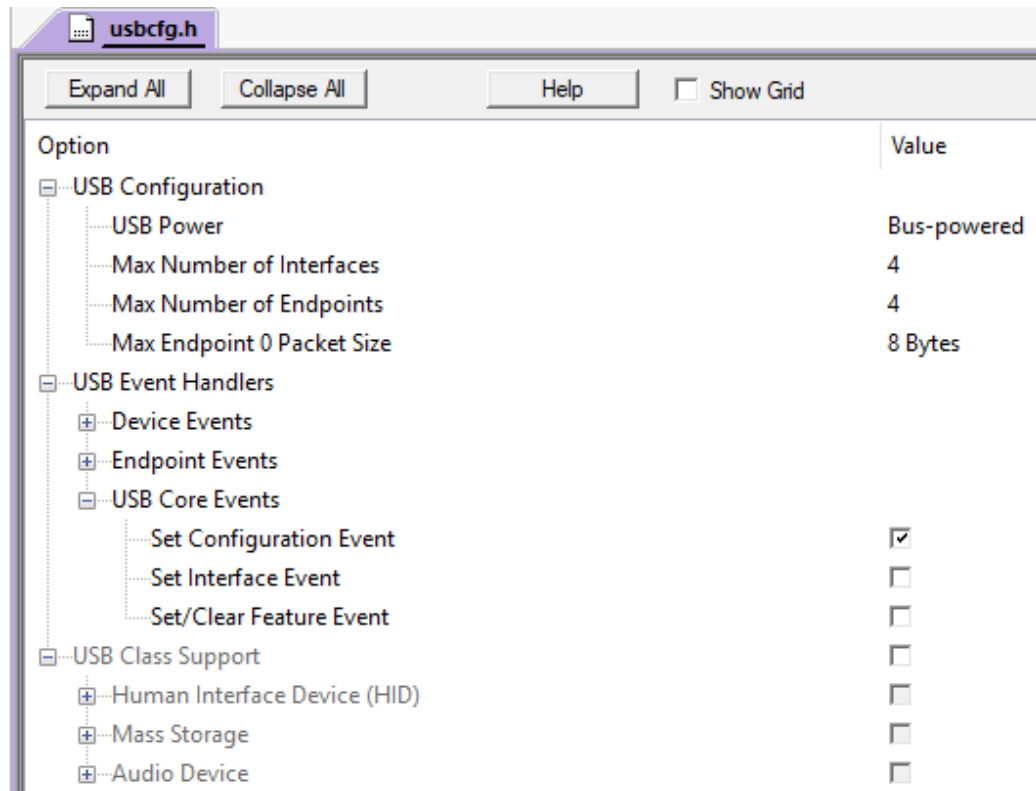 usbcfg.h
Expand All Collapse All Help Show Grid
Option Value
USB Configuration
USB Power Bus-powered
Max Number of Interfaces 4
Max Number of Endpoints 4
Max Endpoint 0 Packet Size 8 Bytes
USB Event Handlers
Device Events
Endpoint Events
USB Core Events
Set Configuration Event
Set Interface Event
Set/Clear Feature Event
USB Class Support
Human Interface Device (HID)
Mass Storage
Audio Device